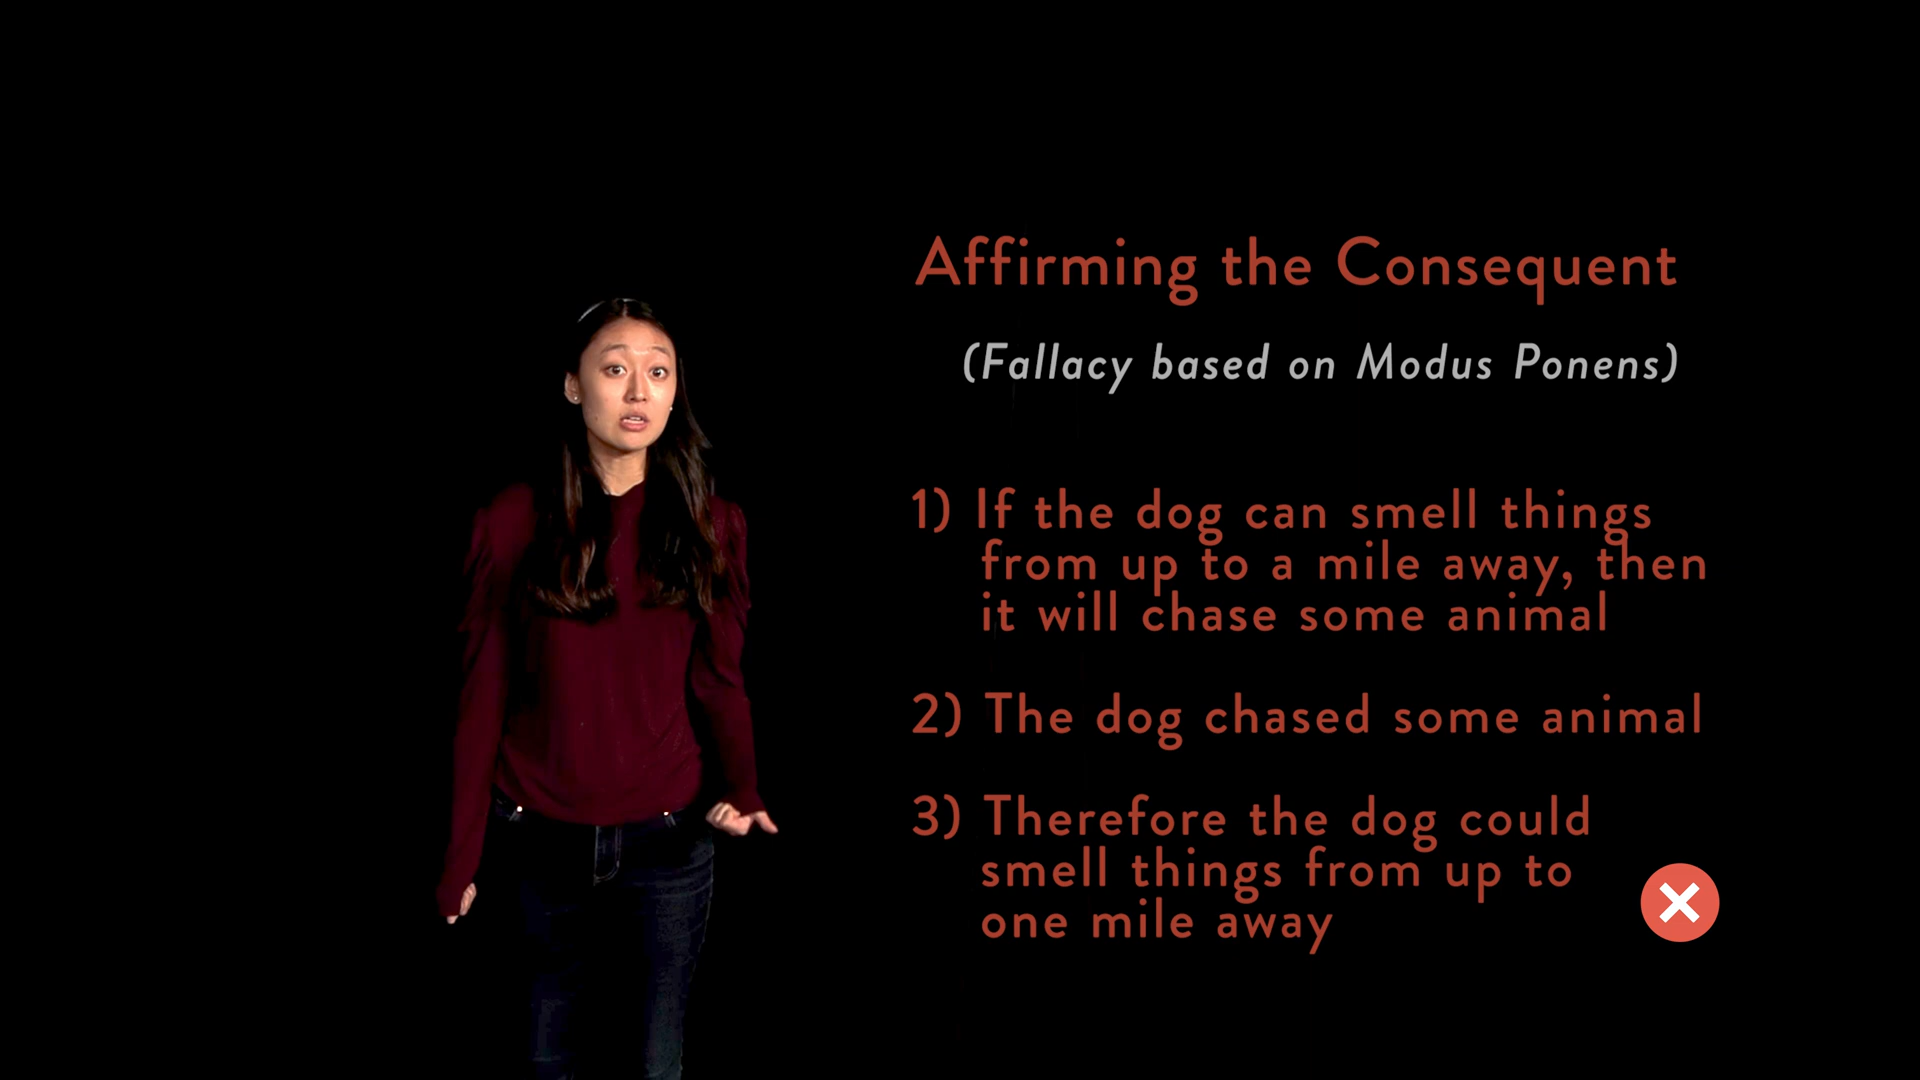 Affirming the Consequent
(Fallacy based on Modus Ponens)
1) If the dog can smell things
from up to a mile away, then
it will chase some animal
2) The dog chased some animal
3) Therefore the dog could
smell things from up to
one mile away